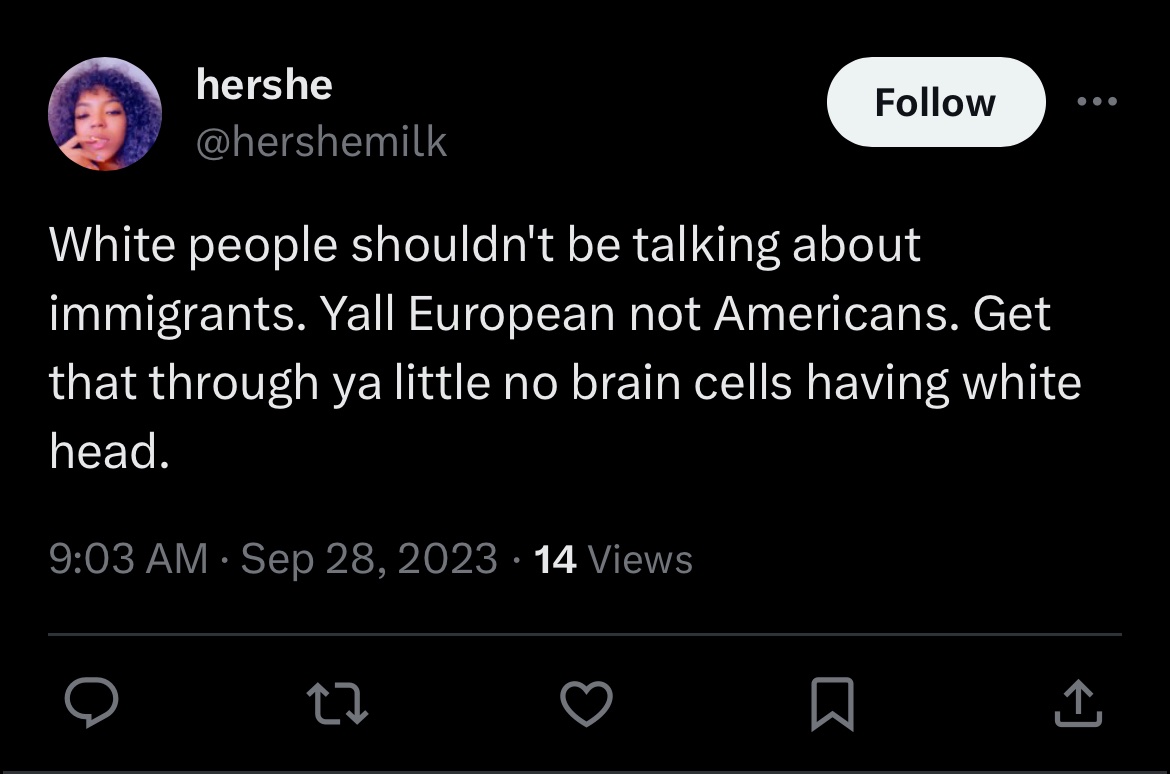 hershe
@hershemilk
Follow
White people shouldn't be talking about
immigrants. Yall European not Americans. Get
that through ya little no brain cells having white
head.
9:03 AM · Sep 28, 2023 · 14 Views